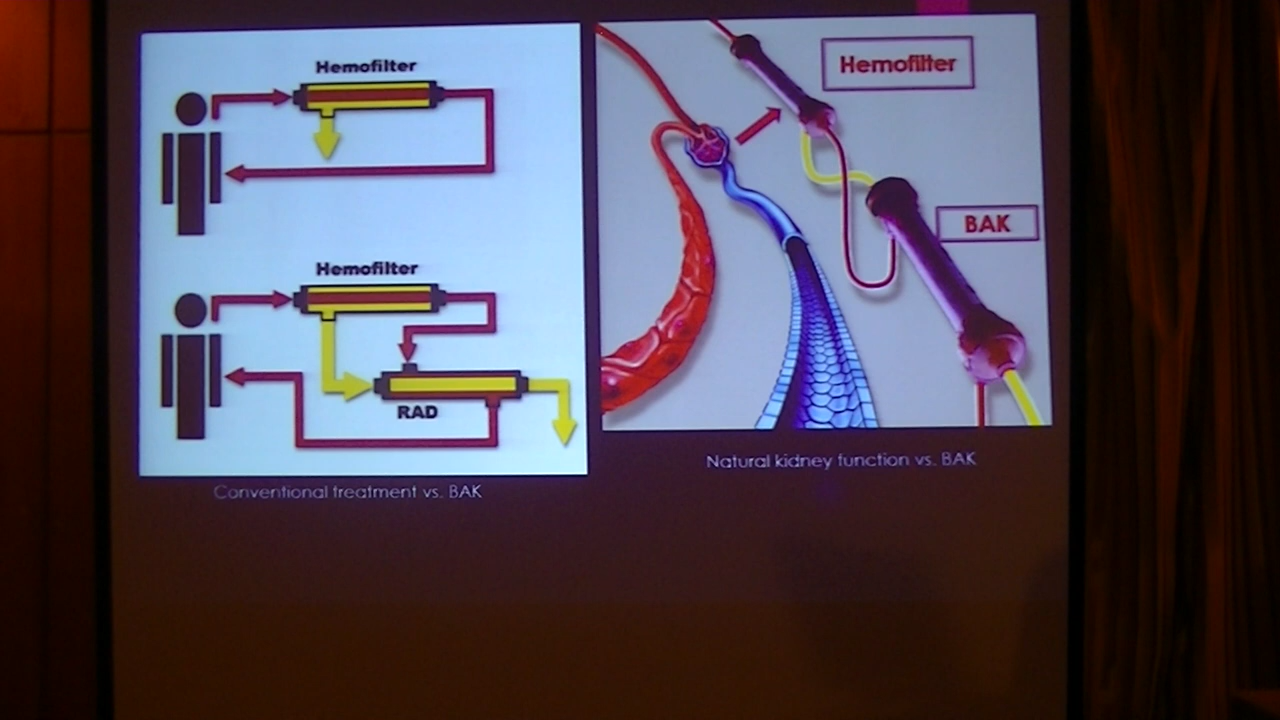 Hemofilter
Hemofilter
RAD
Conventional treatment vs. BAK
Hemofilter
BAK
Natural kidney function vs. BAK